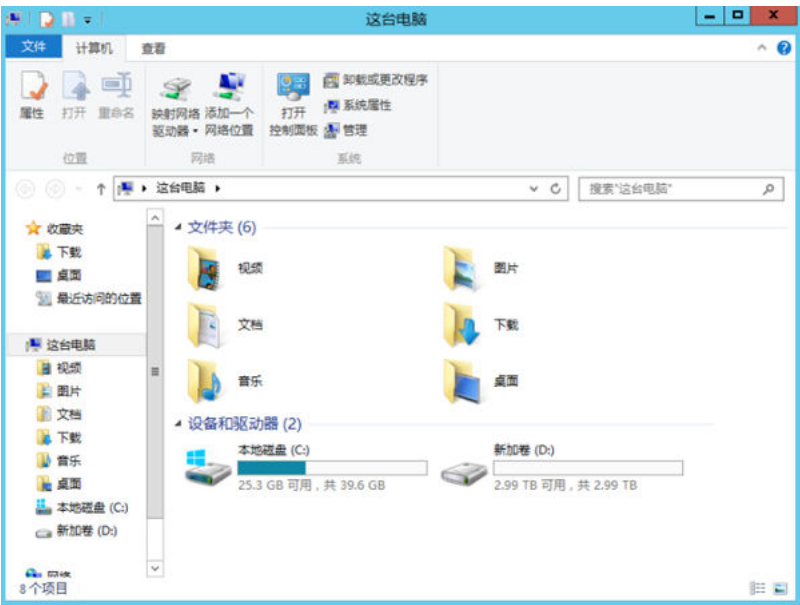 这台电脑
文件 计算机 查看
属性 打开 重命名 映射网络驱动器 添加一个网络位置 打开控制面板 卸载或更改程序
系统属性
管理
位置 网络 系统
这台电脑 搜索"这台电脑"
收藏夹
下载
桌面
最近访问的位置
这台电脑
视频
图片
文档
下载
音乐
桌面
本地磁盘 (C:)
新加卷 (D:)
网络
文件夹 (6)
视频 图片
文档 下载
音乐 桌面
设备和驱动器 (2)
本地磁盘 (C:) 新加卷 (D:)
25.3 GB 可用，共 39.6 GB 2.99 TB 可用，共 2.99 TB
8 个项目